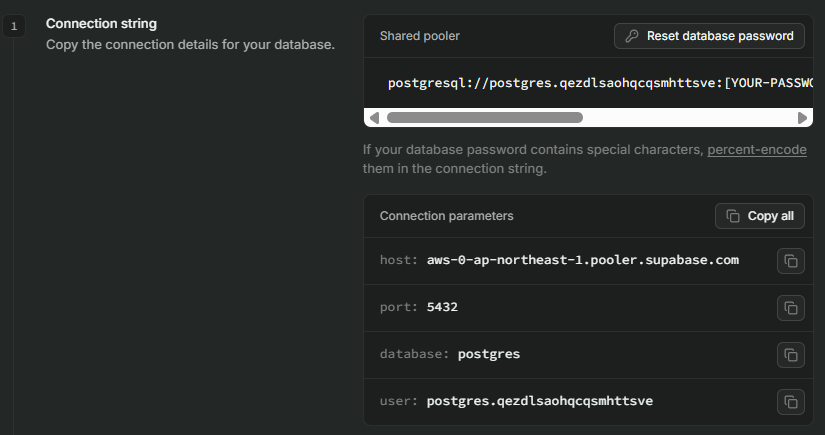 1
Connection string
Copy the connection details for your database.
Shared pooler
Reset database password
postgresql://postgres.qezdlsaohqcqsmhttsve:[YOUR-PASSWO
If your database password contains special characters, percent-encode
them in the connection string.
Connection parameters
Copy all
host: aws-0-ap-northeast-1.pooler.supabase.com
port: 5432
database: postgres
user: postgres.qezdlsaohqcqsmhttsve